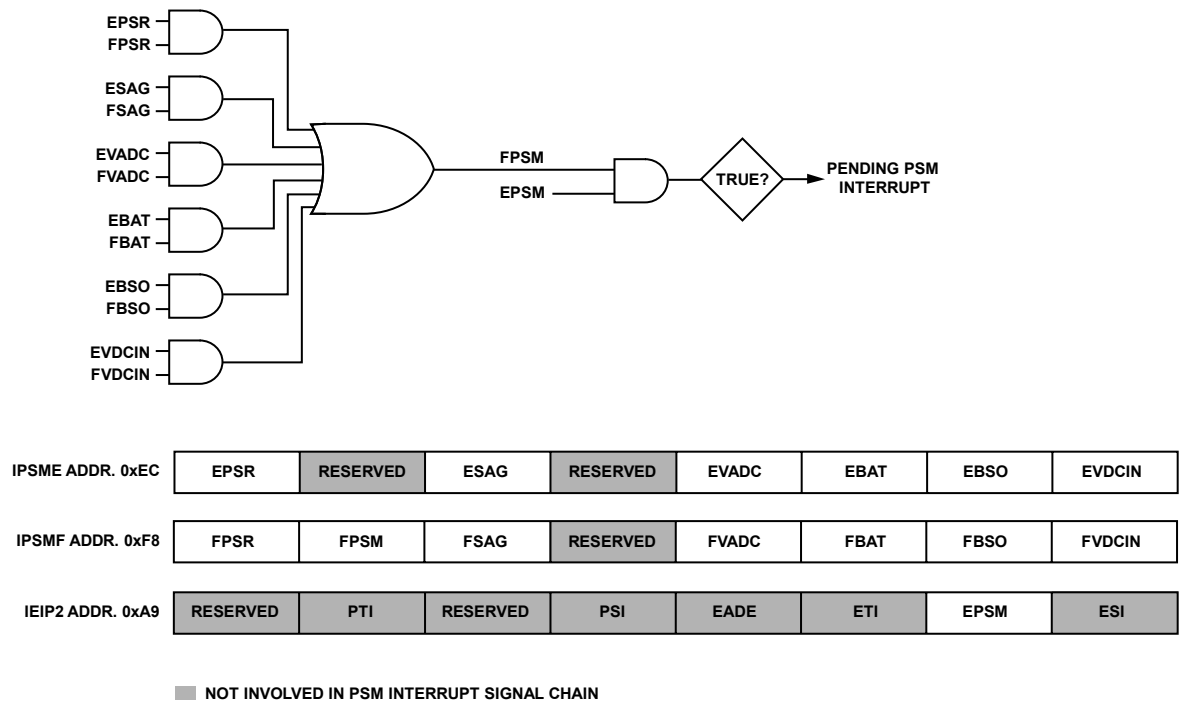 EPSR
FPSR
ESAG
FSAG
EVADC
FVADC
EBAT
FBAT
EBSO
FBSO
EVDCIN
FVDCIN
FPSM
EPSM
TRUE?
PENDING PSM
INTERRUPT
IPSME ADDR. 0xEC EPSR RESERVED ESAG RESERVED EVADC EBAT EBSO EVDCIN
IPSMF ADDR. 0xF8 FPSR FPSM FSAG RESERVED FVADC FBAT FBSO FVDCIN
IEIP2 ADDR. 0xA9 RESERVED PTI RESERVED PSI EADE ETI EPSM ESI
NOT INVOLVED IN PSM INTERRUPT SIGNAL CHAIN